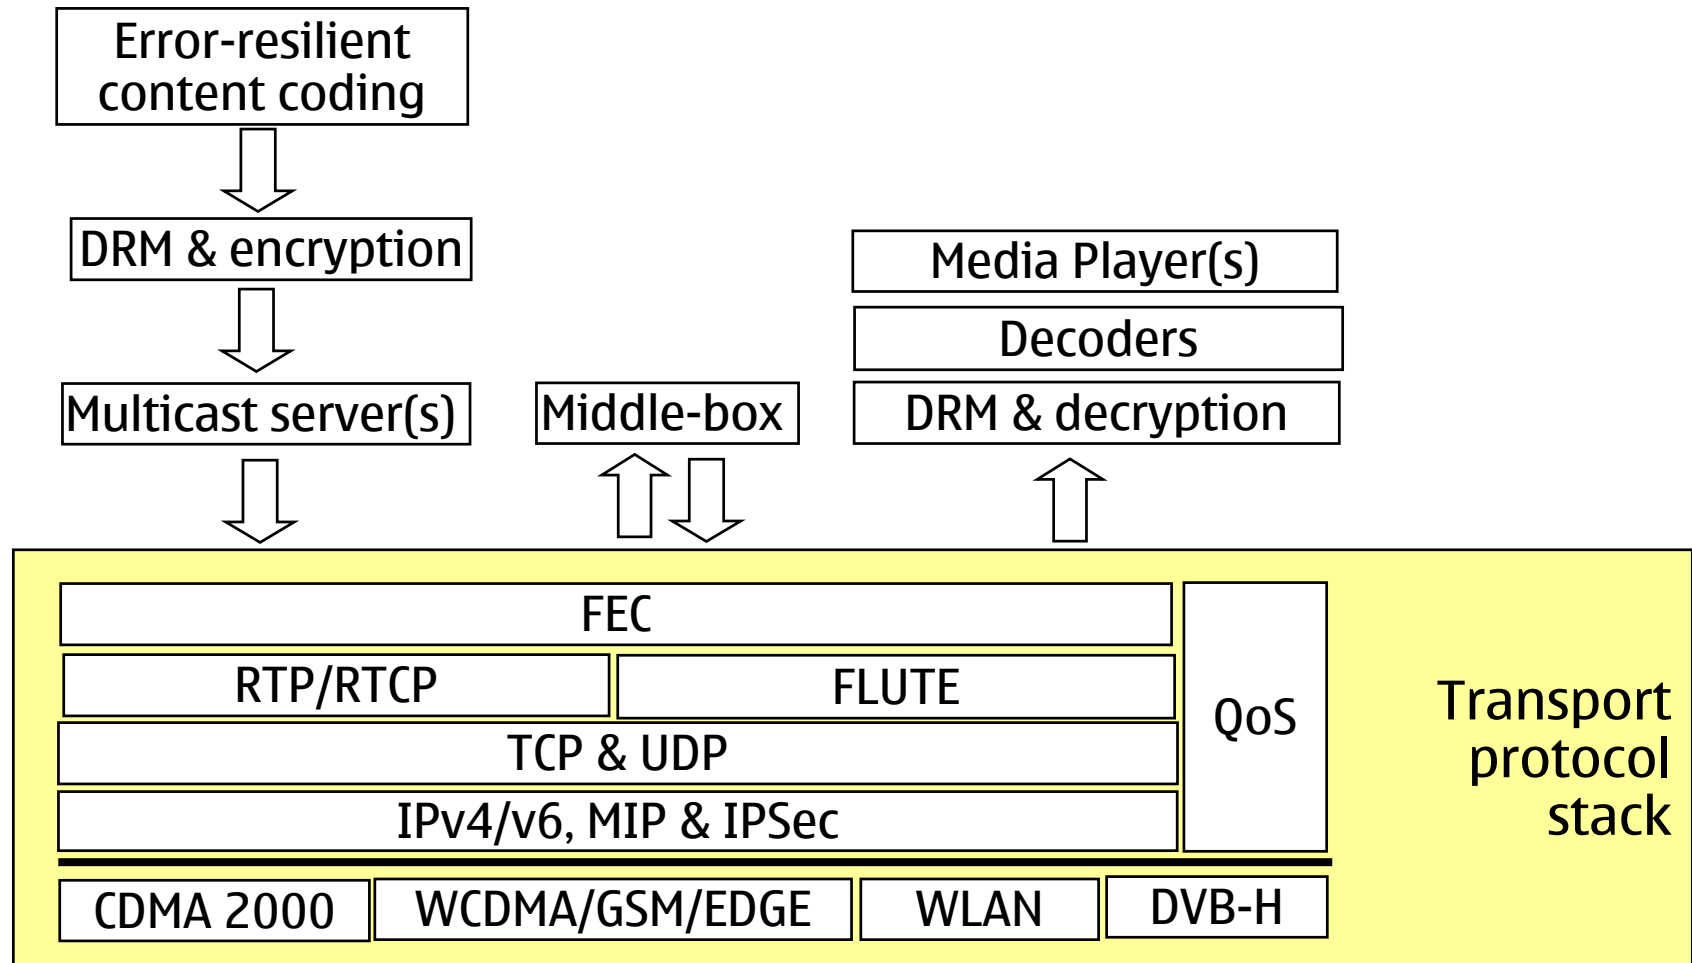 Error-resilient
content coding
DRM & encryption
Multicast server(s)
Middle-box
Media Player(s)
Decoders
DRM & decryption
FEC
RTP/RTCP
FLUTE
TCP & UDP
IPv4/v6, MIP & IPSec
QoS
Transport
protocol
stack
CDMA 2000
WCDMA/GSM/EDGE
WLAN
DVB-H